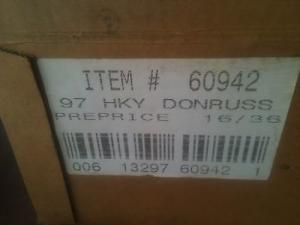 ITEM # 60942
97 HKY DONRUSS
PREPRICE 16/36
006 13297 60942 1